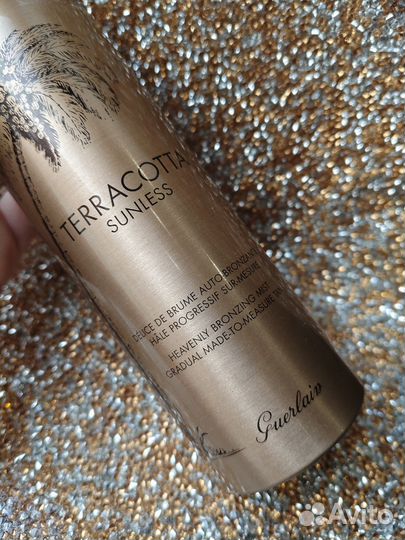 TERRACOTTA
SUNLESS
DÉLICE DE BRUME AUTO-BRONZANTE
HÂLE PROGRESSIF SUR-MESURE
HEAVENLY BRONZING MIST
GRADUAL MADE-TO-MEASURE TAN
Guerlain
Avito